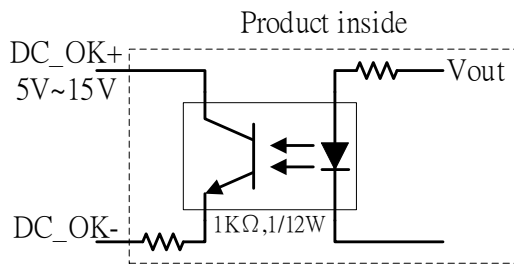 Product inside
DC_OK+
5V~15V
Vout
1KΩ,1/12W
DC_OK-